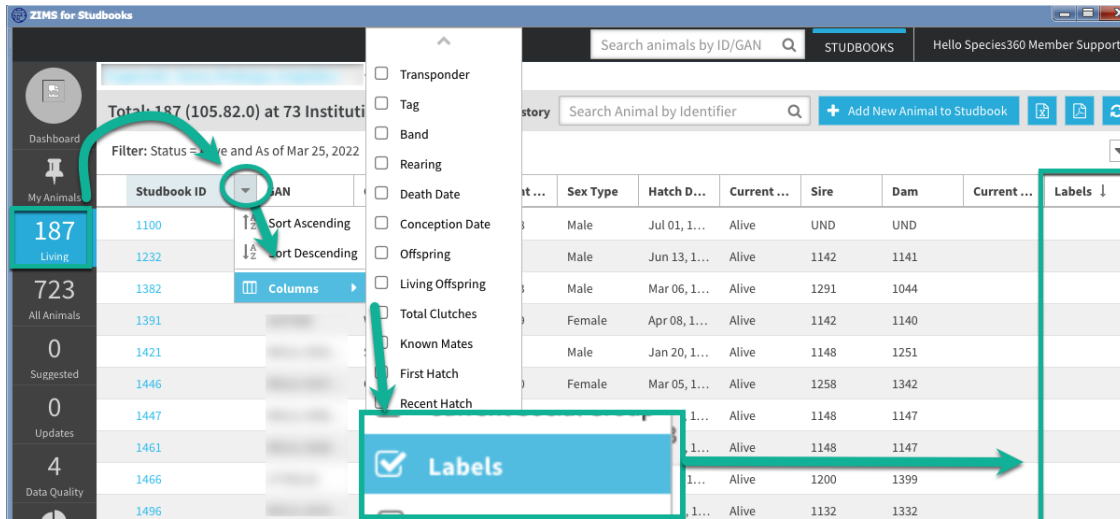 ZIMS for Studbooks
Search animals by ID/GAN
STUDBOOKS
Hello Species360 Member Support
Total: 187 (105.82.0) at 73 Instituti
story
Search Animal by Identifier
+ Add New Animal to Studbook
Filter: Status = and As of Mar 25, 2022
Dashboard
My Animals
187
Living
723
All Animals
0
Suggested
0
Updates
4
Data Quality
Transponder
Tag
Band
Rearing
Death Date
Conception Date
Offspring
Living Offspring
Total Clutches
Known Mates
First Hatch
Recent Hatch
Labels
Sort Ascending
Sort Descending
Columns
Studbook ID GAN Sex Type Hatch D... Current ... Sire Dam Current ... Labels ↓
1100 Male Jul 01, 1... Alive UND UND
1232 Male Jun 13, 1... Alive 1142 1141
1382 Male Mar 06, 1... Alive 1291 1044
1391 Female Apr 08, 1... Alive 1142 1140
1421 Male Jan 20, 1... Alive 1148 1251
1446 Female Mar 05, 1... Alive 1258 1342
1447 Alive 1148 1147
1461 Alive 1148 1147
1466 Alive 1200 1399
1496 Alive 1132 1332